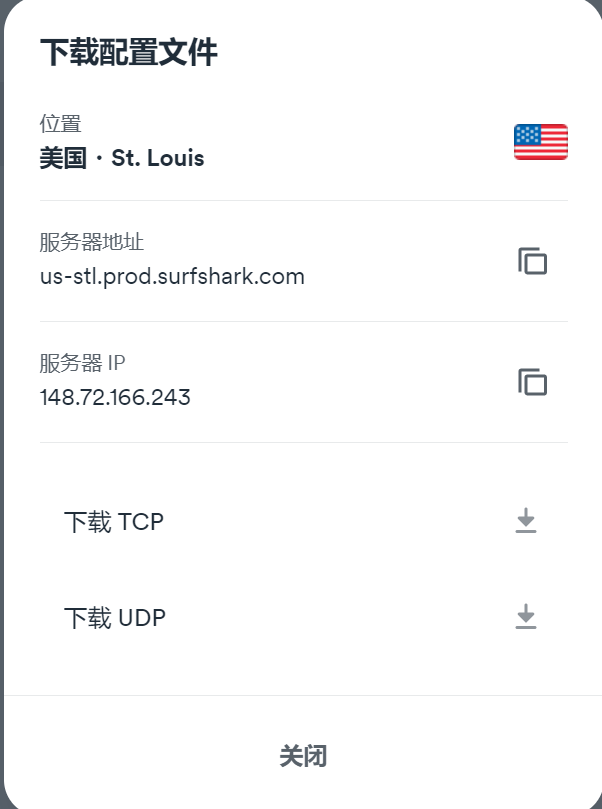 下载配置文件
位置
美国 · St. Louis
服务器地址
us-stl.prod.surfshark.com
服务器 IP
148.72.166.243
下载 TCP
下载 UDP
关闭